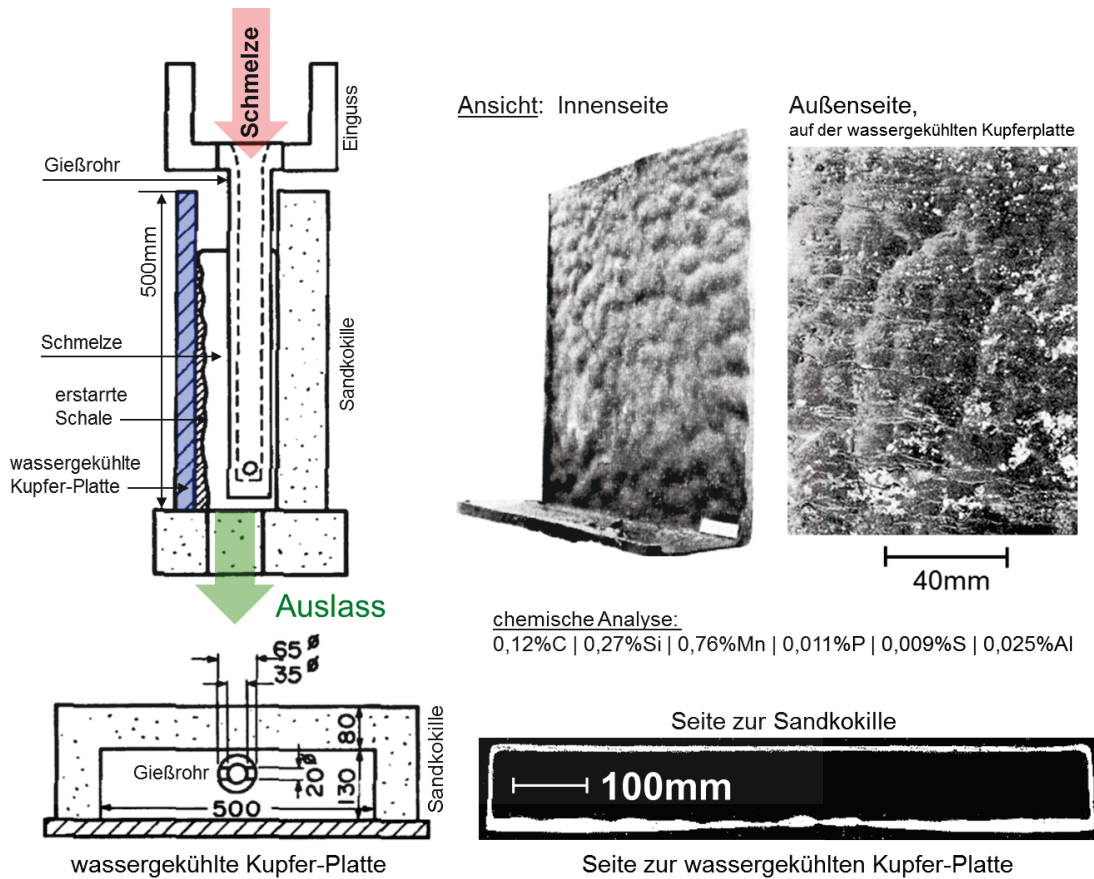 Schmelze
Einguss
Gießrohr
500mm
Schmelze
erstarrte
Schale
Sandkokille
wassergekühlte
Kupfer-Platte
Auslass
65ø
35ø
Gießrohr
20ø
80
130
500
Sandkokille
wassergekühlte Kupfer-Platte
Ansicht: Innenseite
Außenseite,
auf der wassergekühlten Kupferplatte
40mm
chemische Analyse:
0,12%C | 0,27%Si | 0,76%Mn | 0,011%P | 0,009%S | 0,025%Al
Seite zur Sandkokille
100mm
Seite zur wassergekühlten Kupfer-Platte